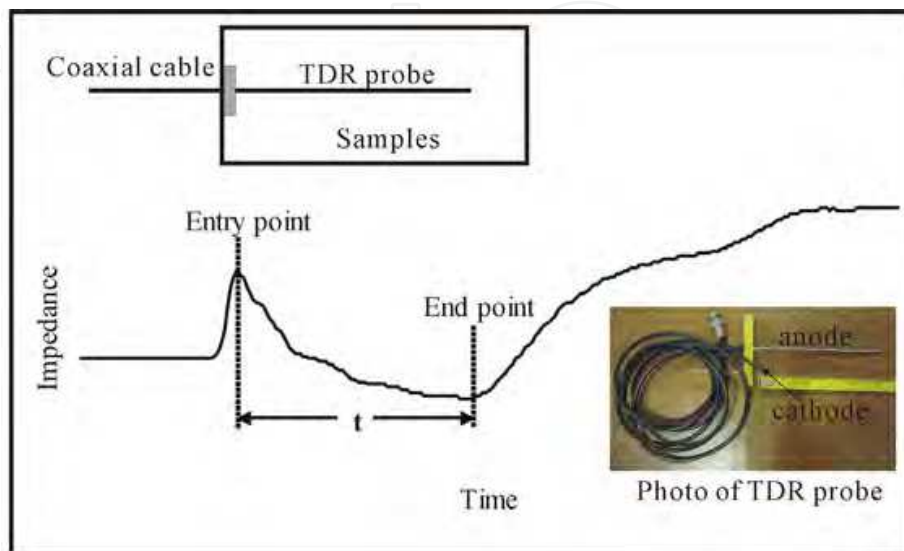 Coaxial cable
TDR probe
Samples
Entry point
End point
Impedance
t
anode
cathode
Time
Photo of TDR probe